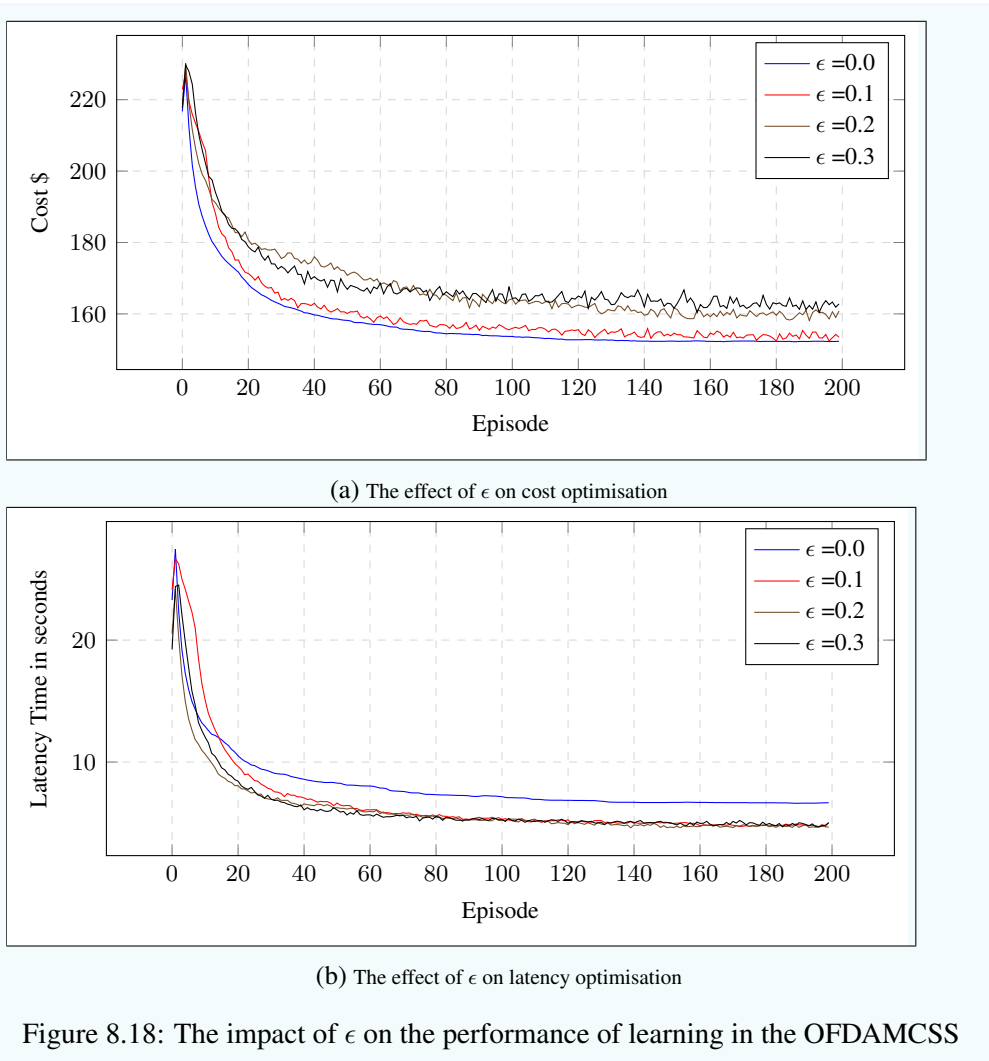 220
200
180
160
Cost $
ϵ =0.0
ϵ =0.1
ϵ =0.2
ϵ =0.3
0 20 40 60 80 100 120 140 160 180 200
Episode
(a) The effect of ϵ on cost optimisation
20
10
Latency Time in seconds
ϵ =0.0
ϵ =0.1
ϵ =0.2
ϵ =0.3
0 20 40 60 80 100 120 140 160 180 200
Episode
(b) The effect of ϵ on latency optimisation
Figure 8.18: The impact of ϵ on the performance of learning in the OFDAMCSS